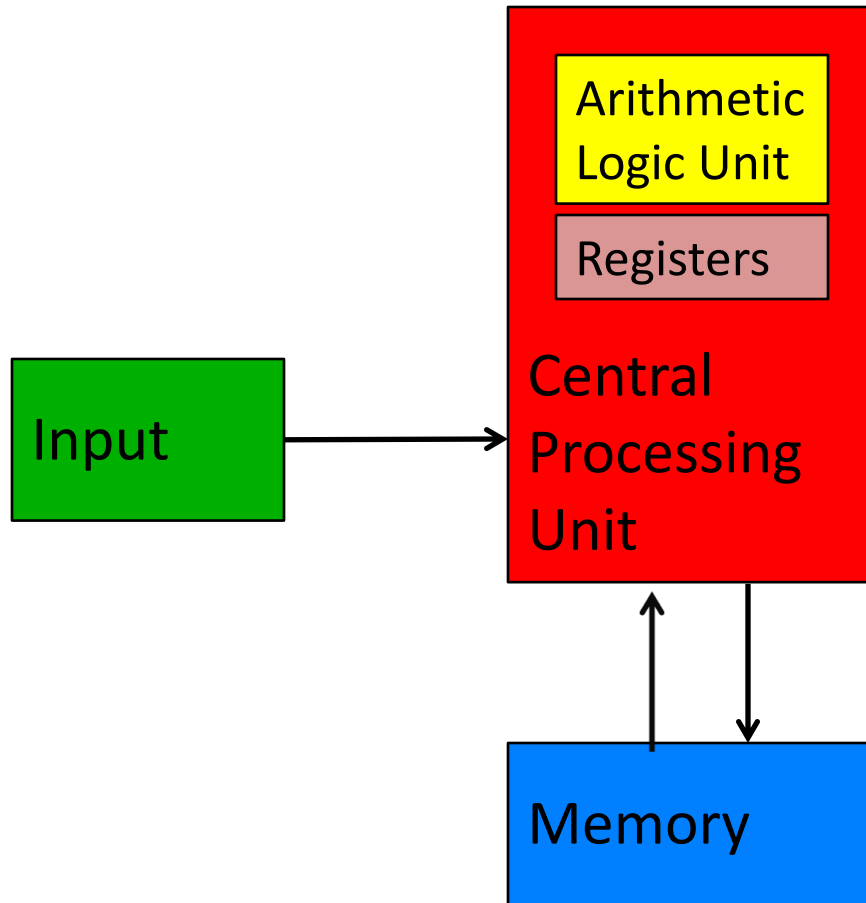 Arithmetic
Logic Unit
Registers
Central
Processing
Unit
Input
Memory